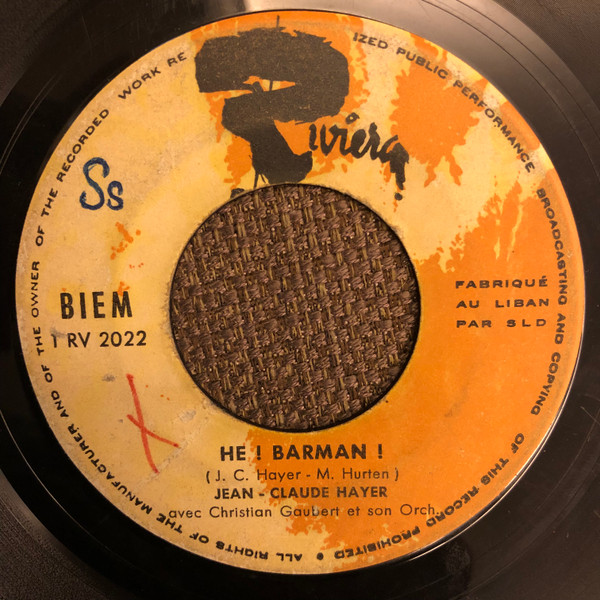 Riviera
ALL RIGHTS OF THE MANUFACTURER AND OF THE OWNER OF THE RECORDED WORK RE
IZED PUBLIC PERFORMANCE BROADCASTING AND COPYING OF THIS RECORD PROHIBITED
Ss
BIEM
1 RV 2022
FABRIQUÉ
AU LIBAN
PAR SLD
HE ! BARMAN !
( J. C. Hayer - M. Hurten )
JEAN - CLAUDE HAYER
avec Christian Gaubert et son Orch.